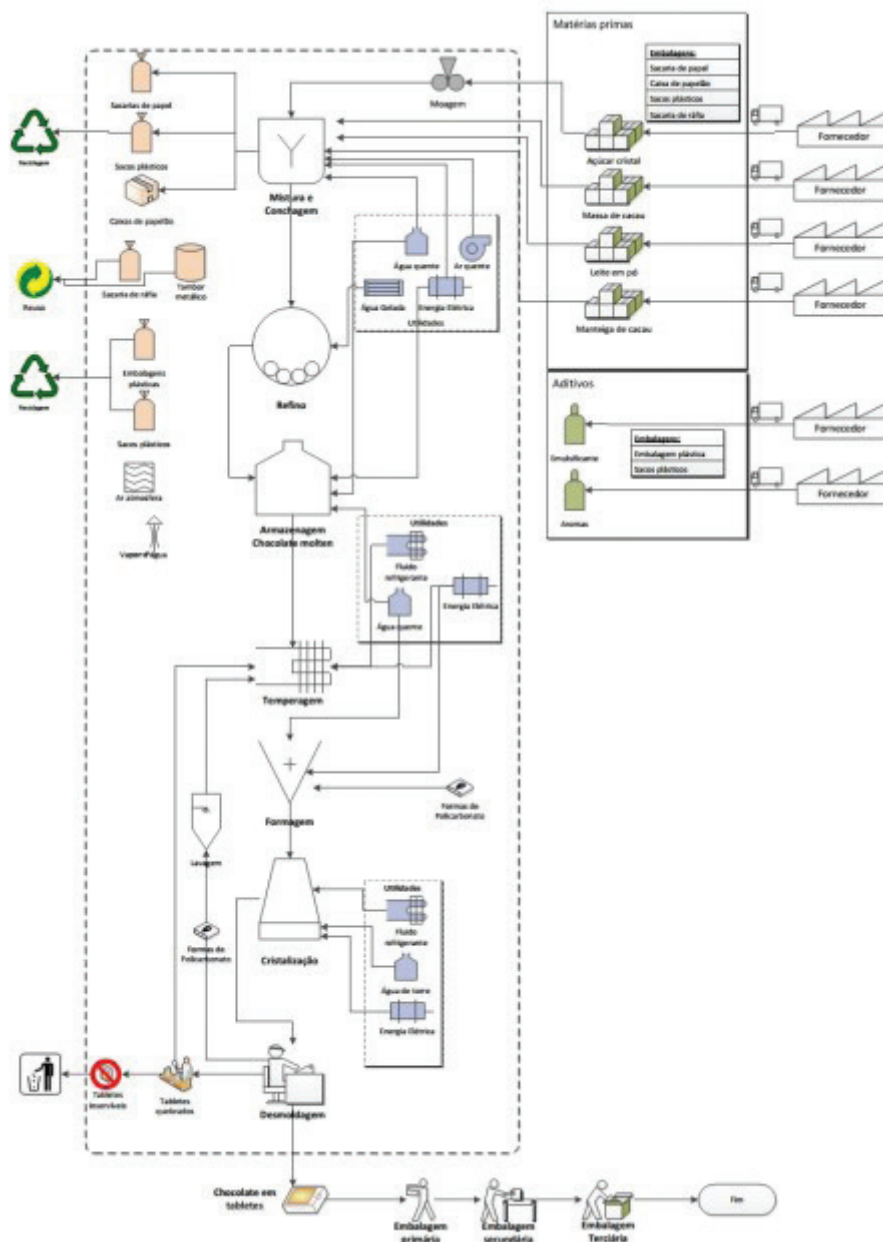 Matérias primas
Embalagens:
Sacaria de papel
Caixa de papelão
Sacos plásticos
Sacaria de ráfia
Açúcar cristal
Fornecedor
Massa de cacau
Fornecedor
Leite em pó
Fornecedor
Manteiga de cacau
Fornecedor
Aditivos
Embalagens:
Embalagem plástica
Sacos plásticos
Emulsificante
Fornecedor
Aromas
Fornecedor
Moagem
Sacarias de papel
Sacos plásticos
Caixas de papelão
Reciclagem
Mistura e
Conchagem
Água quente
Ar quente
Água Gelada
Energia Elétrica
Utilidades
Sacaria de ráfia
Tambor
metálico
Reuso
Refino
Embalagens
plásticas
Sacos plásticos
Reciclagem
Ar atmosfera
Vapor d'água
Armazenagem
Chocolate molten
Utilidades
Fluido
refrigerante
Água quente
Energia Elétrica
Temperagem
Formagem
Formas de
Policarbonato
Lavagem
Formas de
Policarbonato
Cristalização
Utilidades
Fluido
refrigerante
Água de torre
Energia Elétrica
Tabletes
inservíveis
Tabletes
quebrados
Desmoldagem
Chocolate em
tabletes
Embalagem
primária
Embalagem
secundária
Embalagem
Terciária
Fim